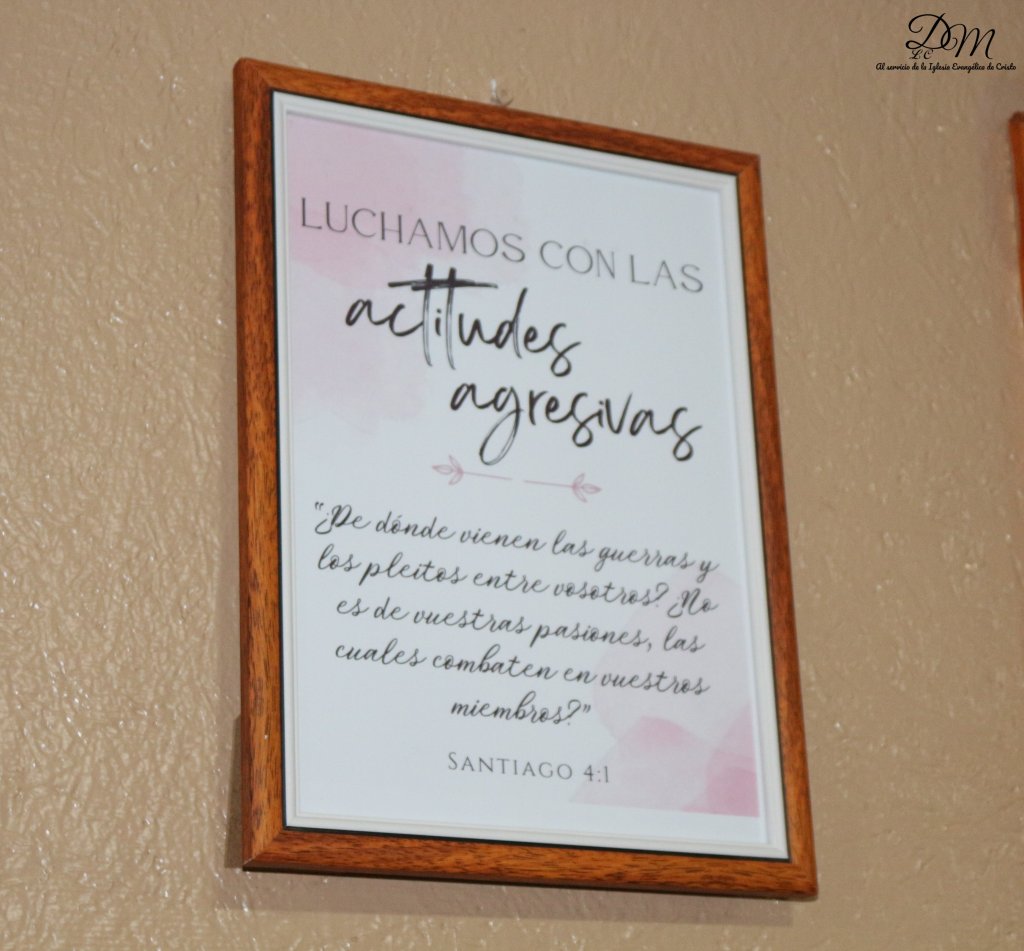 DM
LC
Al servicio de la Iglesia Evangélica de Cristo
LUCHAMOS CON LAS
actitudes
agresivas
"¿De dónde vienen las guerras y
los pleitos entre vosotros? ¿No
es de vuestras pasiones, las
cuales combaten en vuestros
miembros?"
SANTIAGO 4:1